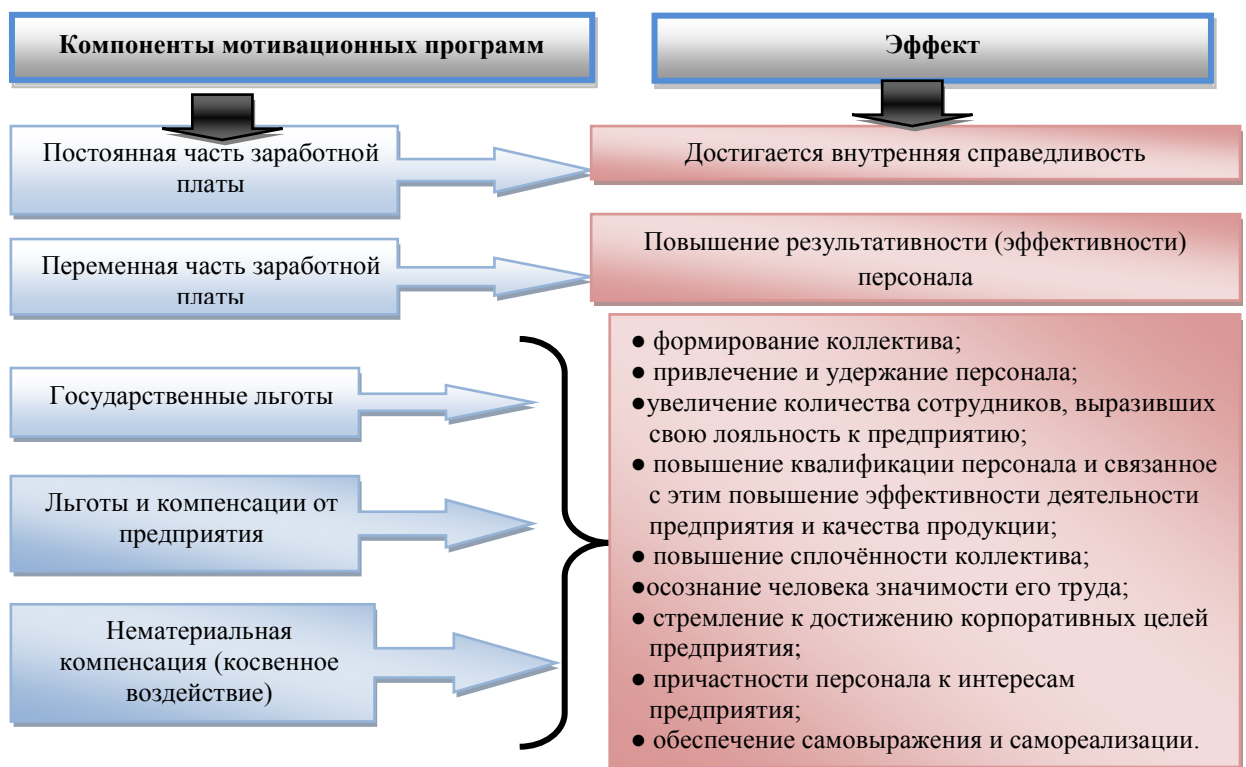 Компоненты мотивационных программ
Эффект
Постоянная часть заработной
платы
Достигается внутренняя справедливость
Переменная часть заработной
платы
Повышение результативности (эффективности)
персонала
Государственные льготы
Льготы и компенсации от
предприятия
Нематериальная
компенсация (косвенное
воздействие)
● формирование коллектива;
● привлечение и удержание персонала;
●увеличение количества сотрудников, выразивших
свою лояльность к предприятию;
● повышение квалификации персонала и связанное
с этим повышение эффективности деятельности
предприятия и качества продукции;
● повышение сплочённости коллектива;
●осознание человека значимости его труда;
● стремление к достижению корпоративных целей
предприятия;
● причастности персонала к интересам
предприятия;
● обеспечение самовыражения и самореализации.